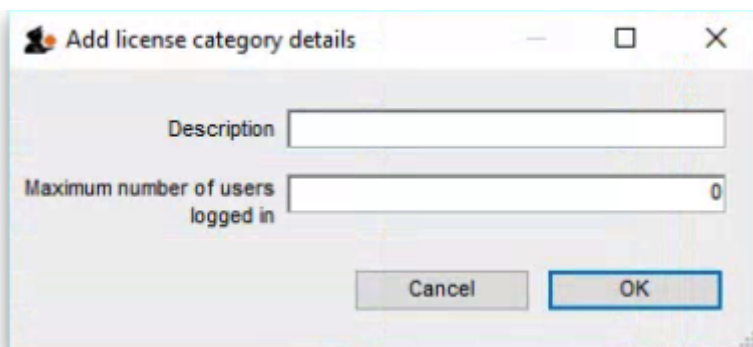 Add license category details
Description
Maximum number of users
logged in
0
Cancel
OK